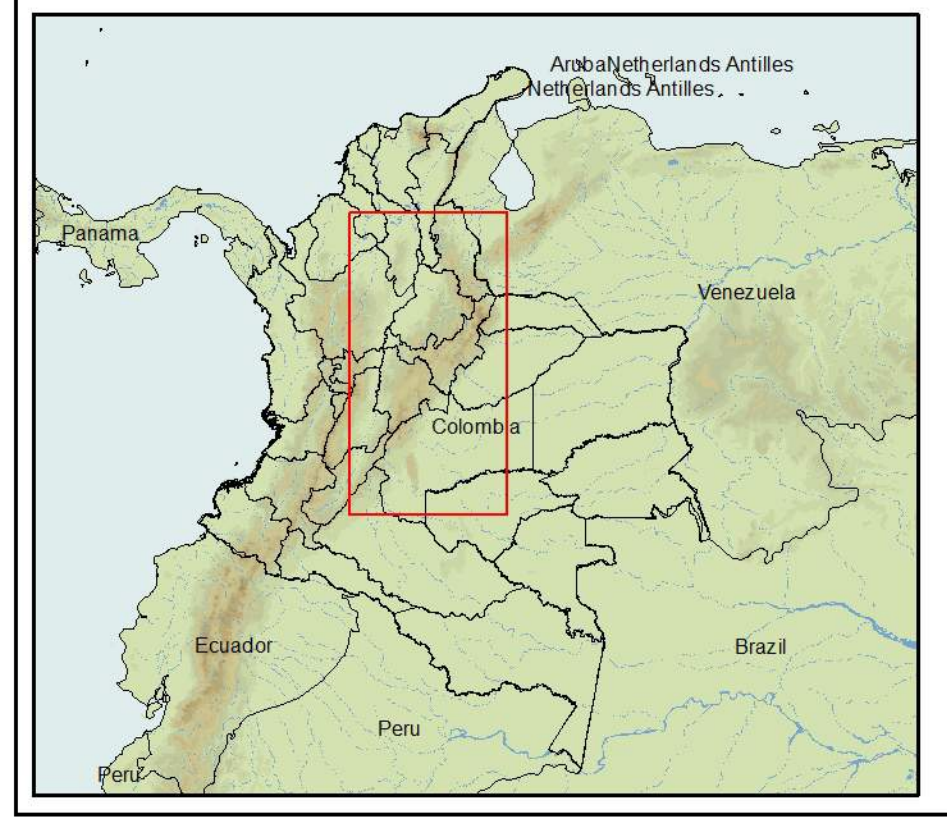 ArubaNetherlands Antilles
Netherlands Antilles
Panama
Venezuela
Colombia
Ecuador
Brazil
Peru
Peru